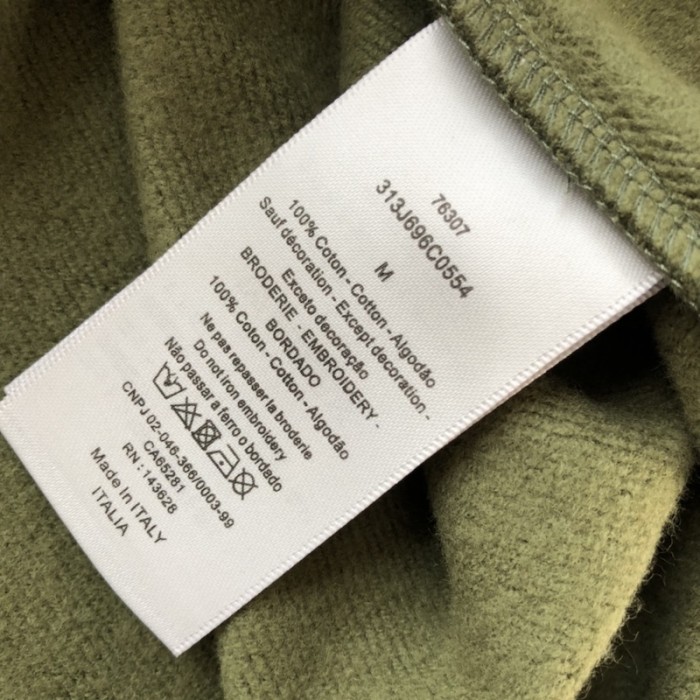 76307
313J696C0554
M
100% Coton - Cotton - Algodão
Sauf décoration - Except decoration -
Exceto decoração
BRODERIE - EMBROIDERY -
BORDADO
100% Coton - Cotton - Algodão
Ne pas repasser la broderie
Do not iron embroidery
Não passar a ferro o bordado
CNPJ 02-046-366/0003-99
CA65281
RN : 143628
Made In ITALY
ITALIA